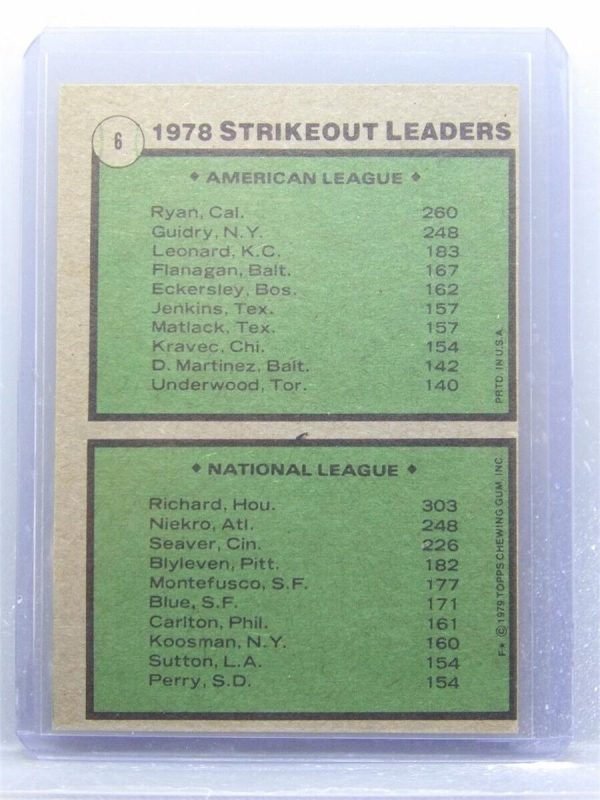 6
1978 STRIKEOUT LEADERS
◆ AMERICAN LEAGUE ◆
Ryan, Cal. 260
Guidry, N.Y. 248
Leonard, K.C. 183
Flanagan, Balt. 167
Eckersley, Bos. 162
Jenkins, Tex. 157
Matlack, Tex. 157
Kravec, Chi. 154
D. Martinez, Balt. 142
Underwood, Tor. 140
PRTD. IN U.S.A.
◆ NATIONAL LEAGUE ◆
Richard, Hou. 303
Niekro, Atl. 248
Seaver, Cin. 226
Blyleven, Pitt. 182
Montefusco, S.F. 177
Blue, S.F. 171
Carlton, Phil. 161
Koosman, N.Y. 160
Sutton, L.A. 154
Perry, S.D. 154
F* © 1979 TOPPS CHEWING GUM, INC.